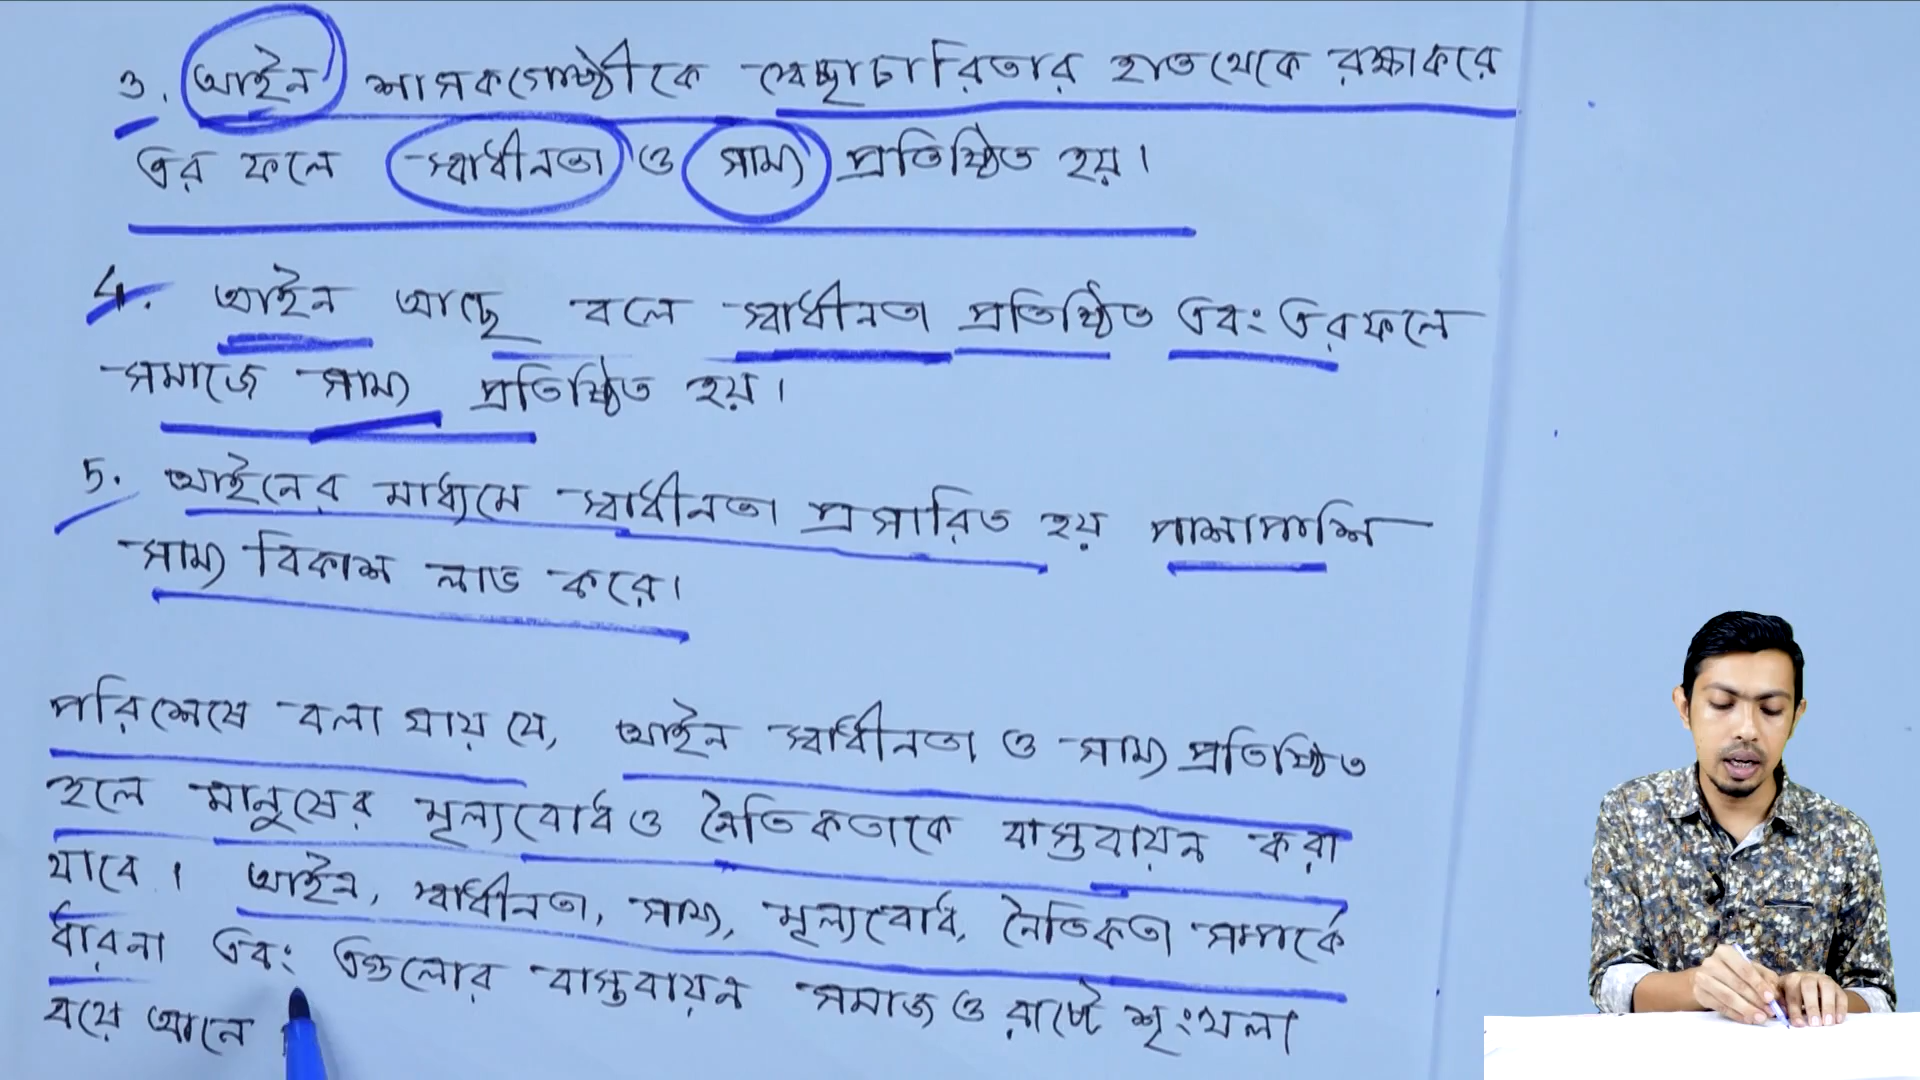 ৩. আইন শাসকগোষ্ঠীকে স্বেচ্ছাচারিতার হাত থেকে রক্ষা করে
এর ফলে স্বাধীনতা ও সাম্য প্রতিষ্ঠিত হয়।
4. আইন আছে বলে স্বাধীনতা প্রতিষ্ঠিত এবং এর ফলে
সমাজে সাম্য প্রতিষ্ঠিত হয়।
5. আইনের মাধ্যমে স্বাধীনতা প্রসারিত হয় পাশাপাশি
সাম্য বিকাশ লাভ করে।
পরিশেষে বলা যায় যে, আইন স্বাধীনতা ও সাম্য প্রতিষ্ঠিত
হলে মানুষের মূল্যবোধ ও নৈতিকতাকে বাস্তবায়ন করা
যাবে। আইন, স্বাধীনতা, সাম্য, মূল্যবোধ, নৈতিকতা সম্পর্কে
ধারনা এবং এগুলোর বাস্তবায়ন সমাজ ও রাষ্ট্রে শৃংখলা
বয়ে আনে